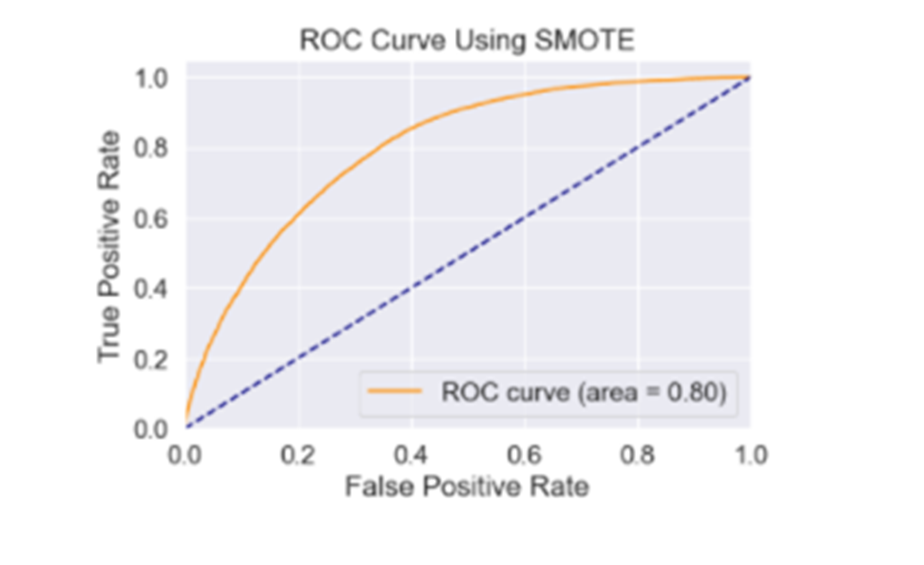 ROC Curve Using SMOTE
1.0
0.8
0.6
0.4
0.2
0.0
True Positive Rate
ROC curve (area = 0.80)
0.0 0.2 0.4 0.6 0.8 1.0
False Positive Rate